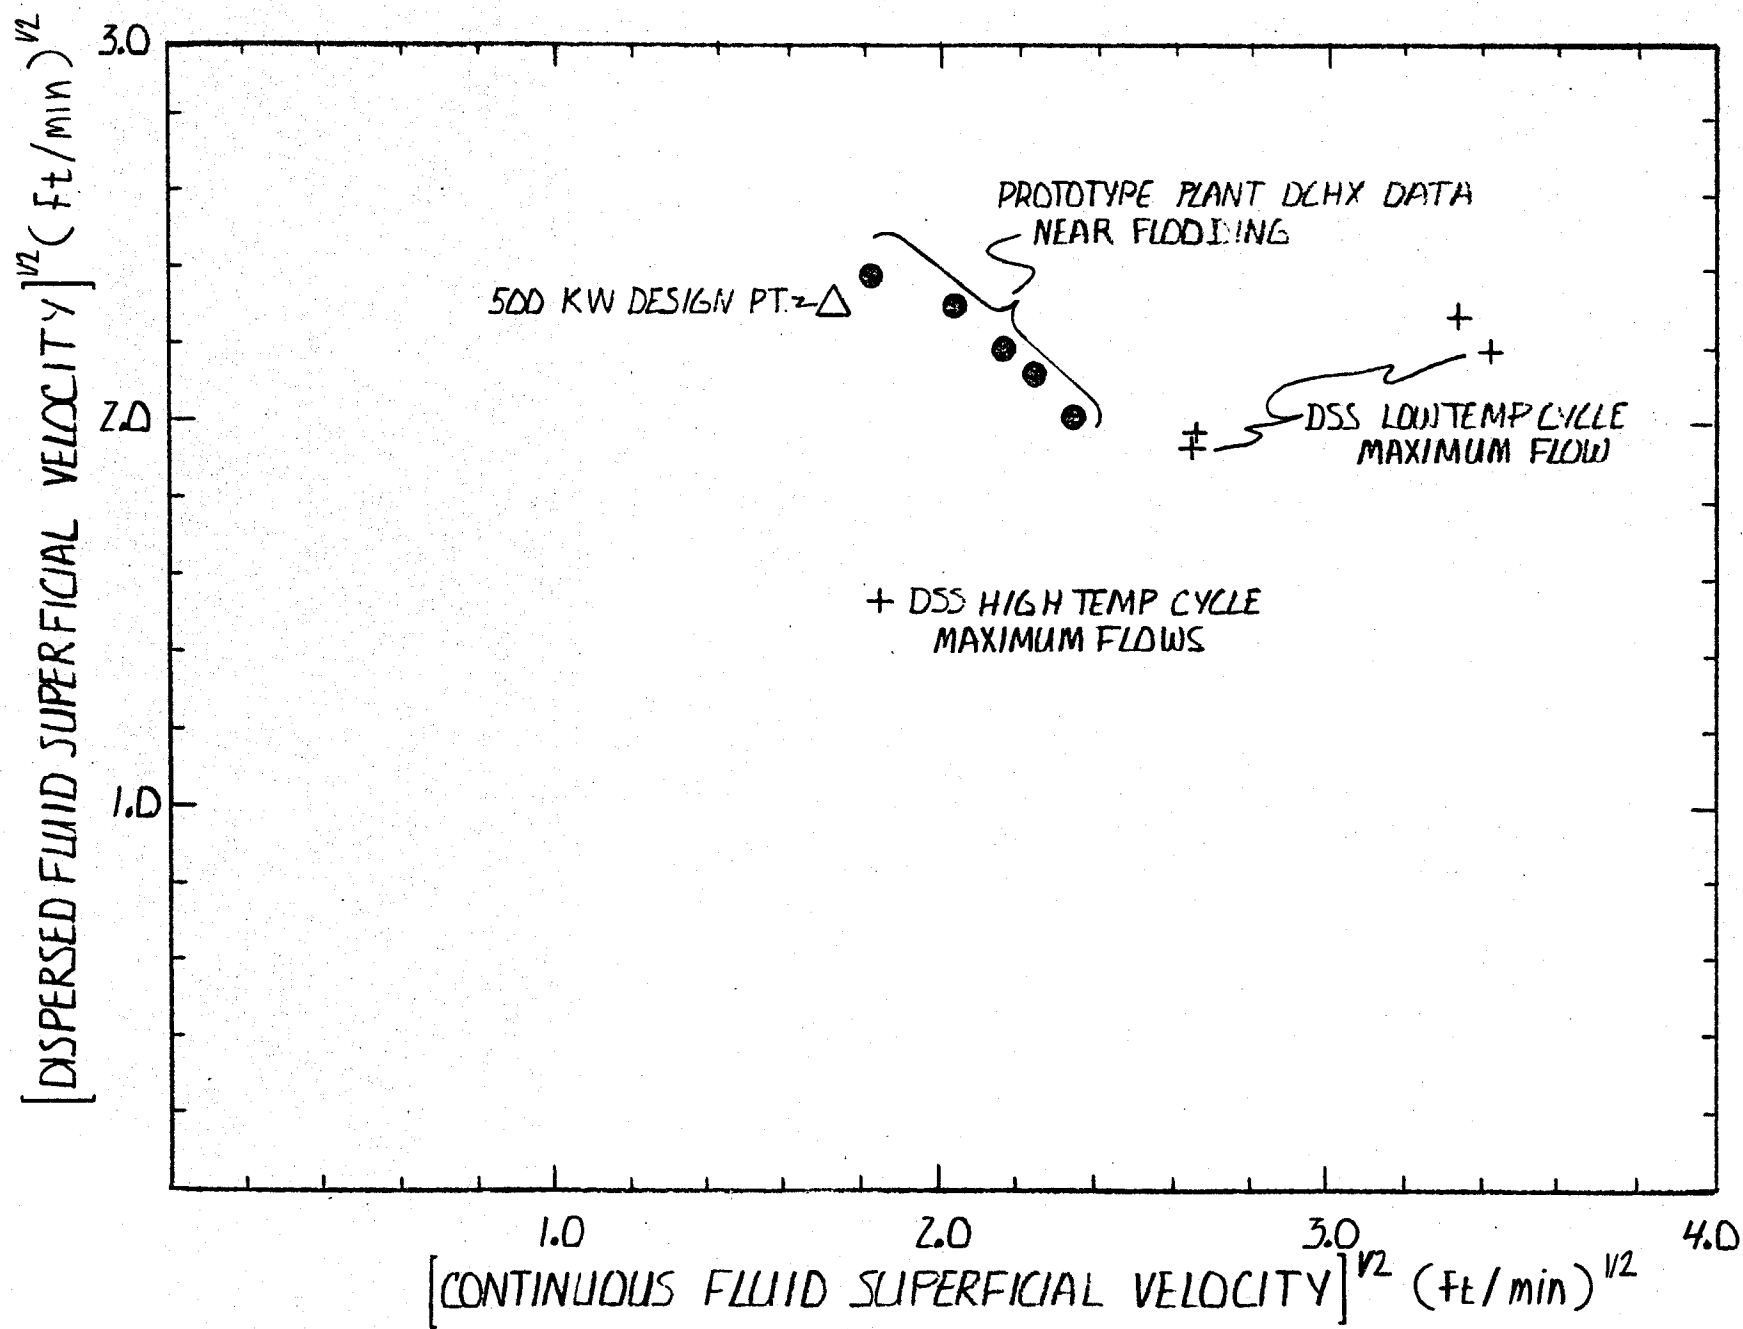 [DISPERSED FLUID SUPERFICIAL VELOCITY]^1/2 (ft/min)^1/2
3.0
2.0
1.0
PROTOTYPE PLANT DCHX DATA
NEAR FLOODING
500 KW DESIGN PT.
DSS LOW TEMP CYCLE
MAXIMUM FLOW
DSS HIGH TEMP CYCLE
MAXIMUM FLOWS
1.0 2.0 3.0 4.0
[CONTINUOUS FLUID SUPERFICIAL VELOCITY]^1/2 (ft/min)^1/2